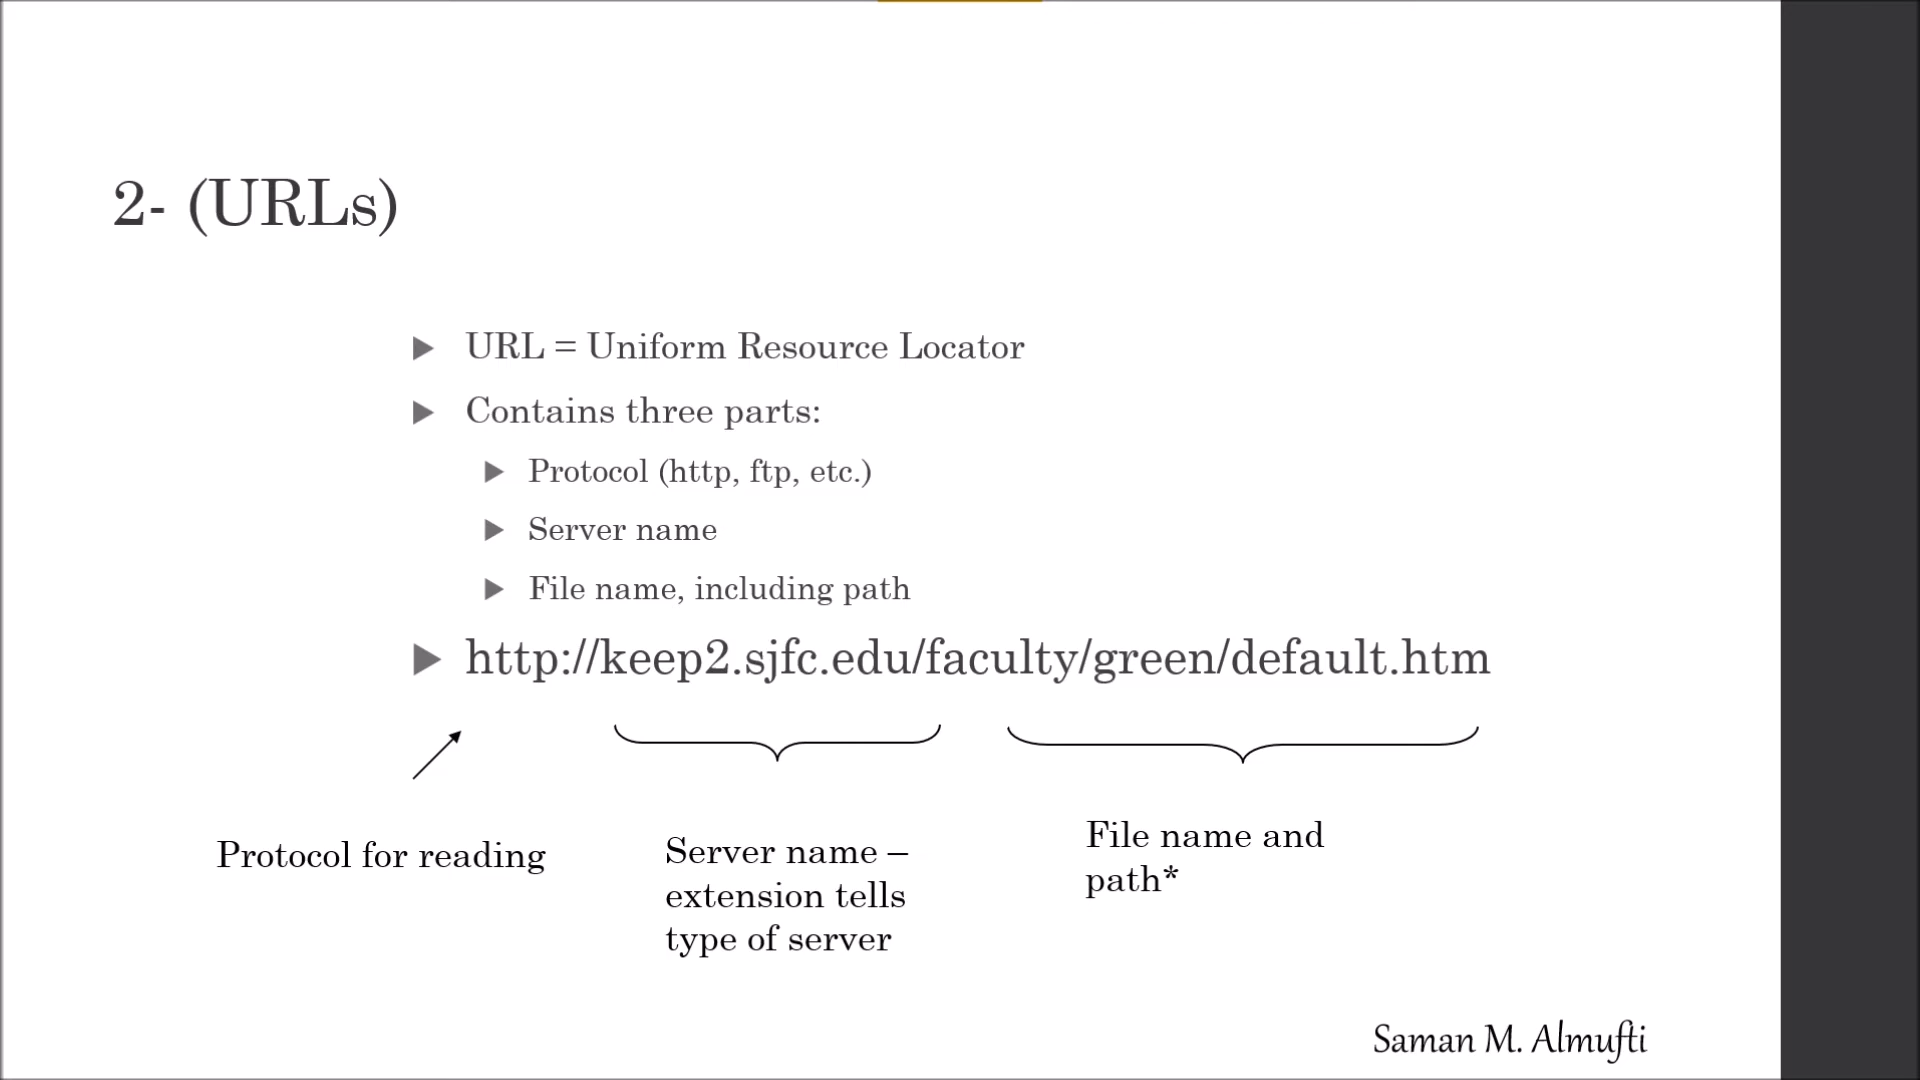 2- (URLs)
URL = Uniform Resource Locator
Contains three parts:
Protocol (http, ftp, etc.)
Server name
File name, including path
http://keep2.sjfc.edu/faculty/green/default.htm
Protocol for reading
Server name –
extension tells
type of server
File name and
path*
Saman M. Almufti